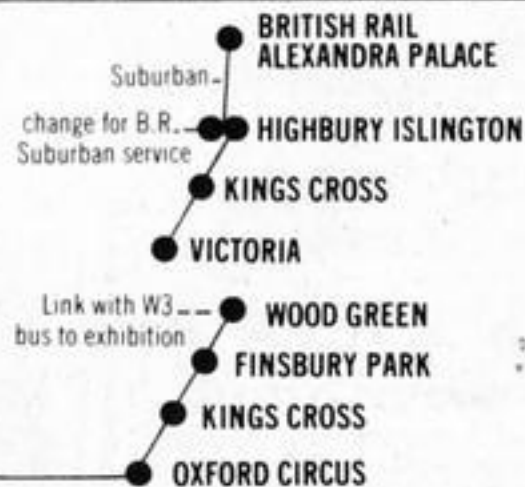 BRITISH RAIL
ALEXANDRA PALACE
Suburban
change for B.R.
Suburban service
HIGHBURY ISLINGTON
KINGS CROSS
VICTORIA
Link with W3
bus to exhibition
WOOD GREEN
FINSBURY PARK
KINGS CROSS
OXFORD CIRCUS